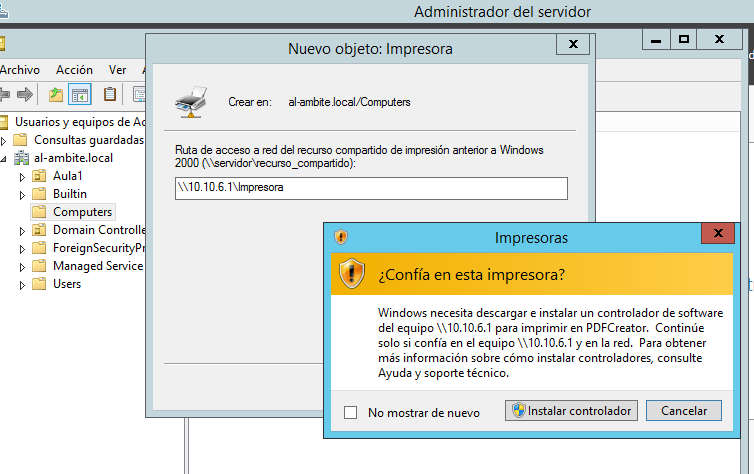 Administrador del servidor
Nuevo objeto: Impresora
Archivo Acción Ver
Crear en: al-ambite.local/Computers
Usuarios y equipos de Ac
Consultas guardadas
al-ambite.local
Aula1
Builtin
Computers
Domain Controlle
ForeignSecurityPr
Managed Service
Users
Ruta de acceso a red del recurso compartido de impresión anterior a Windows
2000 (\\servidor\recurso_compartido):
\\10.10.6.1\Impresora
Impresoras
¿Confía en esta impresora?
Windows necesita descargar e instalar un controlador de software
del equipo \\10.10.6.1 para imprimir en PDFCreator. Continúe
solo si confía en el equipo \\10.10.6.1 y en la red. Para obtener
más información sobre cómo instalar controladores, consulte
Ayuda y soporte técnico.
No mostrar de nuevo
Instalar controlador
Cancelar